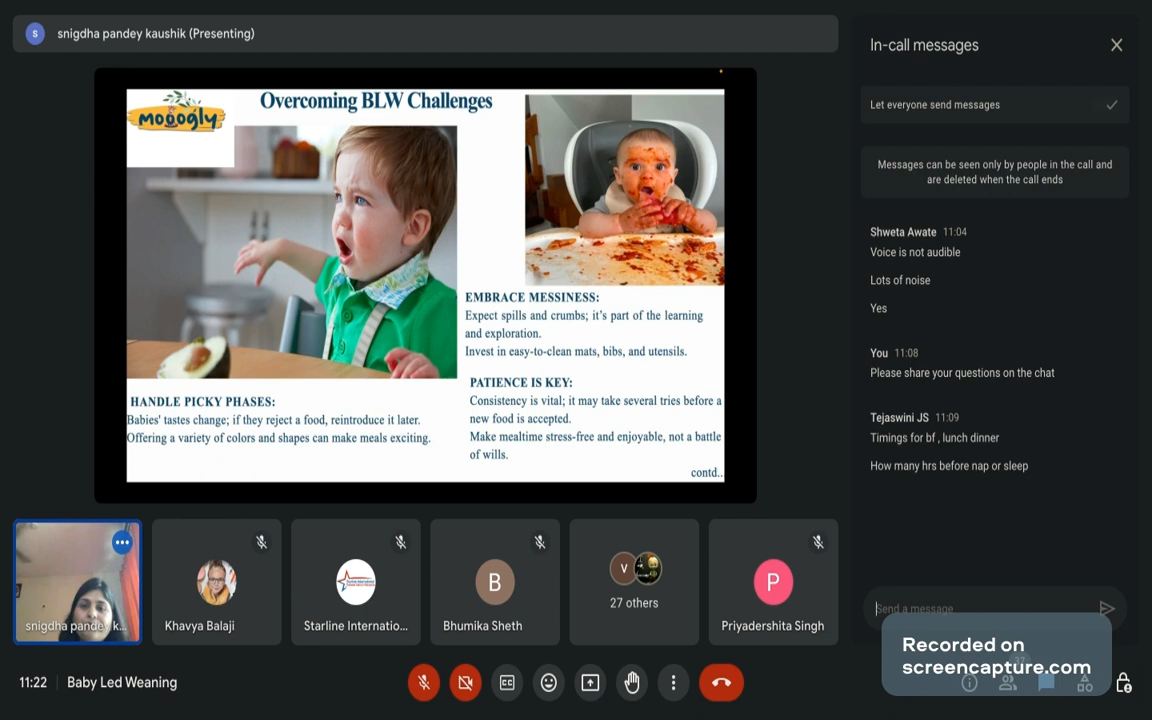 S
snigdha pandey kaushik (Presenting)
moogly
Overcoming BLW Challenges
EMBRACE MESSINESS:
Expect spills and crumbs; it's part of the learning
and exploration.
Invest in easy-to-clean mats, bibs, and utensils.
HANDLE PICKY PHASES:
Babies' tastes change; if they reject a food, reintroduce it later.
Offering a variety of colors and shapes can make meals exciting.
PATIENCE IS KEY:
Consistency is vital; it may take several tries before a
new food is accepted.
Make mealtime stress-free and enjoyable, not a battle
of wills.
contd..
In-call messages
Let everyone send messages
Messages can be seen only by people in the call and
are deleted when the call ends
Shweta Awate 11:04
Voice is not audible
Lots of noise
Yes
You 11:08
Please share your questions on the chat
Tejaswini JS 11:09
Timings for bf , lunch dinner
How many hrs before nap or sleep
Send a message
snigdha pandey k...
Khavya Balaji
Starline Internatio...
B
Bhumika Sheth
V
27 others
P
Priyadershita Singh
11:22
Baby Led Weaning
CC
Recorded on
screencapture.com